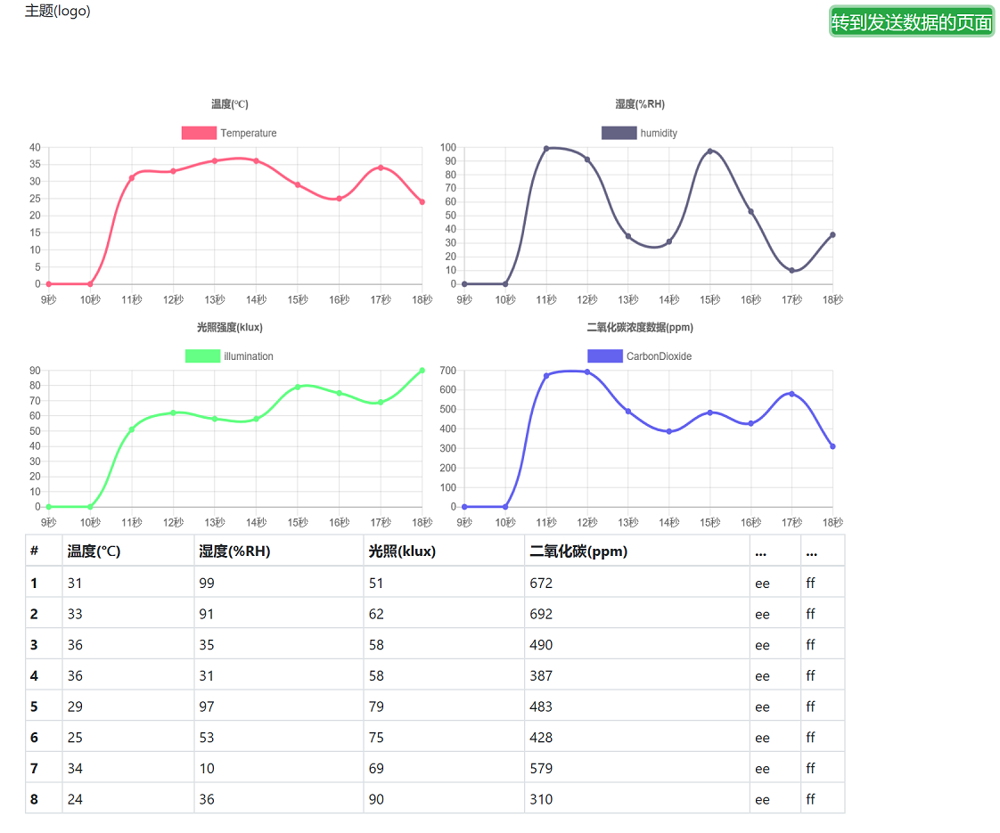 主题(logo)
转到发送数据的页面
温度(℃)
Temperature
40
35
30
25
20
15
10
5
0
9秒 10秒 11秒 12秒 13秒 14秒 15秒 16秒 17秒 18秒
湿度(%RH)
humidity
100
90
80
70
60
50
40
30
20
10
0
9秒 10秒 11秒 12秒 13秒 14秒 15秒 16秒 17秒 18秒
光照强度(klux)
illumination
90
80
70
60
50
40
30
20
10
0
9秒 10秒 11秒 12秒 13秒 14秒 15秒 16秒 17秒 18秒
二氧化碳浓度数据(ppm)
CarbonDioxide
700
600
500
400
300
200
100
0
9秒 10秒 11秒 12秒 13秒 14秒 15秒 16秒 17秒 18秒
# 温度(℃) 湿度(%RH) 光照(klux) 二氧化碳(ppm) ... ...
1 31 99 51 672 ee ff
2 33 91 62 692 ee ff
3 36 35 58 490 ee ff
4 36 31 58 387 ee ff
5 29 97 79 483 ee ff
6 25 53 75 428 ee ff
7 34 10 69 579 ee ff
8 24 36 90 310 ee ff